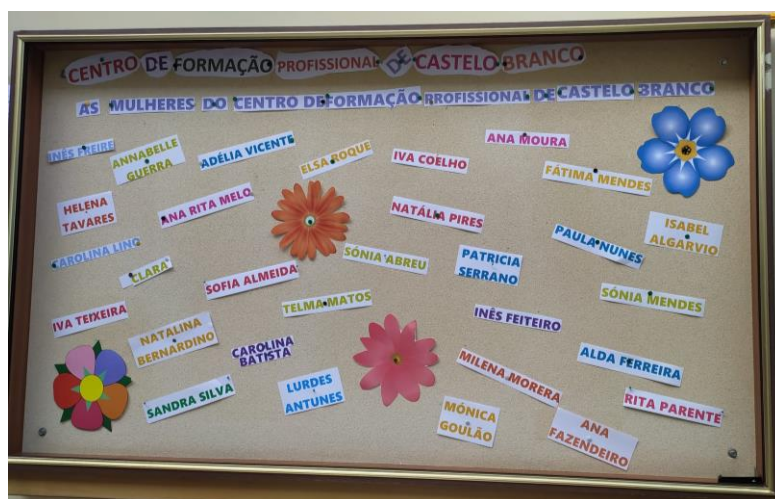 CENTRO DE FORMAÇÃO PROFISSIONAL DE CASTELO BRANCO
AS MULHERES DO CENTRO DE FORMAÇÃO PROFISSIONAL DE CASTELO BRANCO
INÊS FREIRE
ANNABELLE
GUERRA
ADÉLIA VICENTE
ELSA ROQUE
IVA COELHO
ANA MOURA
FÁTIMA MENDES
HELENA
TAVARES
ANA RITA MELO
NATÁLIA PIRES
PAULA NUNES
ISABEL
ALGARVIO
CAROLINA LINO
CLARA
SOFIA ALMEIDA
SÓNIA ABREU
PATRICIA
SERRANO
SÓNIA MENDES
IVA TEIXEIRA
NATALINA
BERNARDINO
TELMA MATOS
INÊS FEITEIRO
CAROLINA
BATISTA
ALDA FERREIRA
SANDRA SILVA
LURDES
ANTUNES
MILENA MORERA
RITA PARENTE
MÓNICA
GOULÃO
ANA
FAZENDEIRO